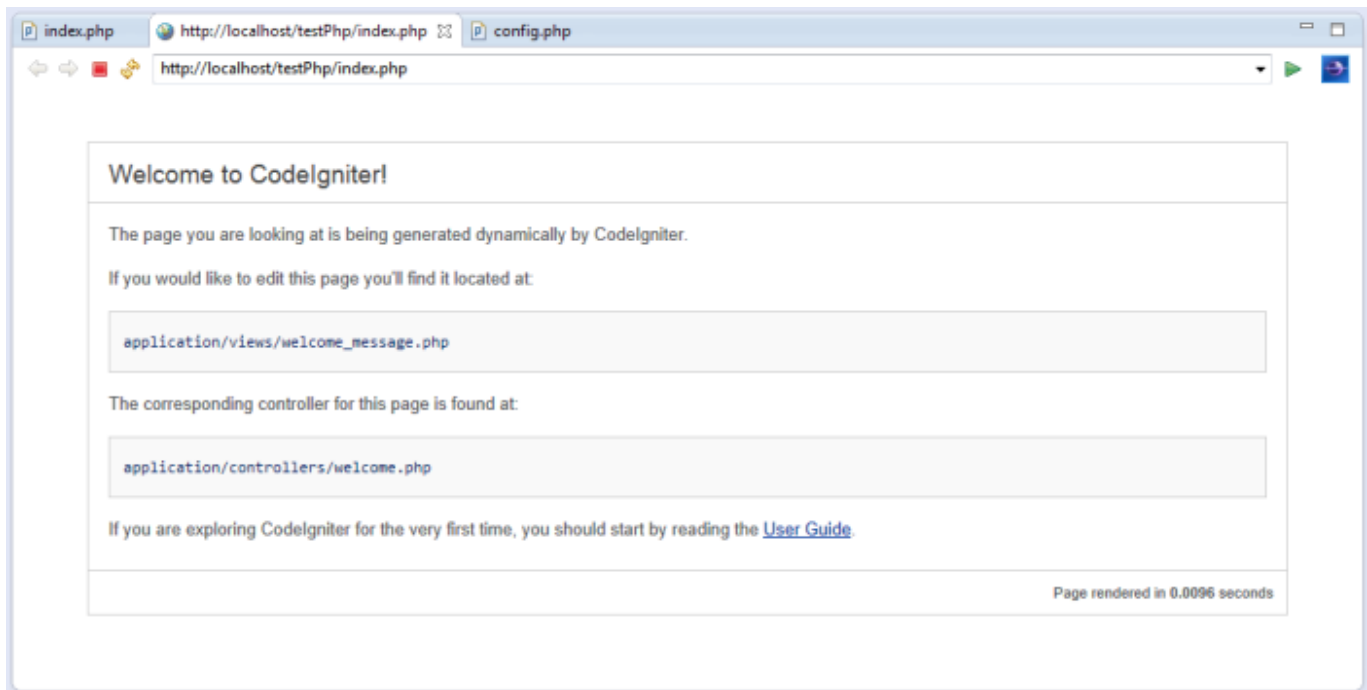 index.php http://localhost/testPhp/index.php config.php
http://localhost/testPhp/index.php
Welcome to CodeIgniter!
The page you are looking at is being generated dynamically by CodeIgniter.
If you would like to edit this page you'll find it located at:
application/views/welcome_message.php
The corresponding controller for this page is found at:
application/controllers/welcome.php
If you are exploring CodeIgniter for the very first time, you should start by reading the User Guide.
Page rendered in 0.0096 seconds